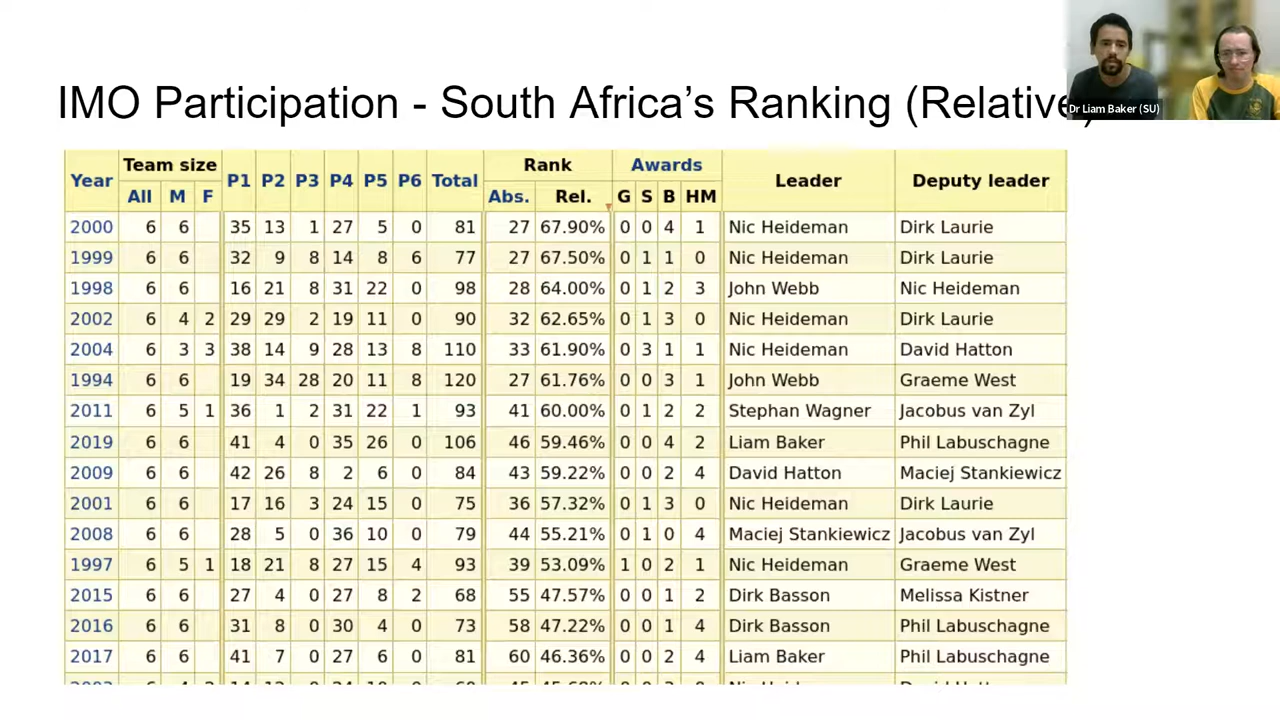 IMO Participation - South Africa's Ranking (Relative)
Dr Liam Baker (SU)
Year Team size P1 P2 P3 P4 P5 P6 Total Rank Awards Leader Deputy leader
All M F Abs. Rel. G S B HM
2000 6 6 35 13 1 27 5 0 81 27 67.90% 0 0 4 1 Nic Heideman Dirk Laurie
1999 6 6 32 9 8 14 8 6 77 27 67.50% 0 1 1 0 Nic Heideman Dirk Laurie
1998 6 6 16 21 8 31 22 0 98 28 64.00% 0 1 2 3 John Webb Nic Heideman
2002 6 4 2 29 29 2 19 11 0 90 32 62.65% 0 1 3 0 Nic Heideman Dirk Laurie
2004 6 3 3 38 14 9 28 13 8 110 33 61.90% 0 3 1 1 Nic Heideman David Hatton
1994 6 6 19 34 28 20 11 8 120 27 61.76% 0 0 3 1 John Webb Graeme West
2011 6 5 1 36 1 2 31 22 1 93 41 60.00% 0 1 2 2 Stephan Wagner Jacobus van Zyl
2019 6 6 41 4 0 35 26 0 106 46 59.46% 0 0 4 2 Liam Baker Phil Labuschagne
2009 6 6 42 26 8 2 6 0 84 43 59.22% 0 0 2 4 David Hatton Maciej Stankiewicz
2001 6 6 17 16 3 24 15 0 75 36 57.32% 0 1 3 0 Nic Heideman Dirk Laurie
2008 6 6 28 5 0 36 10 0 79 44 55.21% 0 1 0 4 Maciej Stankiewicz Jacobus van Zyl
1997 6 5 1 18 21 8 27 15 4 93 39 53.09% 1 0 2 1 Nic Heideman Graeme West
2015 6 6 27 4 0 27 8 2 68 55 47.57% 0 0 1 2 Dirk Basson Melissa Kistner
2016 6 6 31 8 0 30 4 0 73 58 47.22% 0 0 1 4 Dirk Basson Phil Labuschagne
2017 6 6 41 7 0 27 6 0 81 60 46.36% 0 0 2 4 Liam Baker Phil Labuschagne